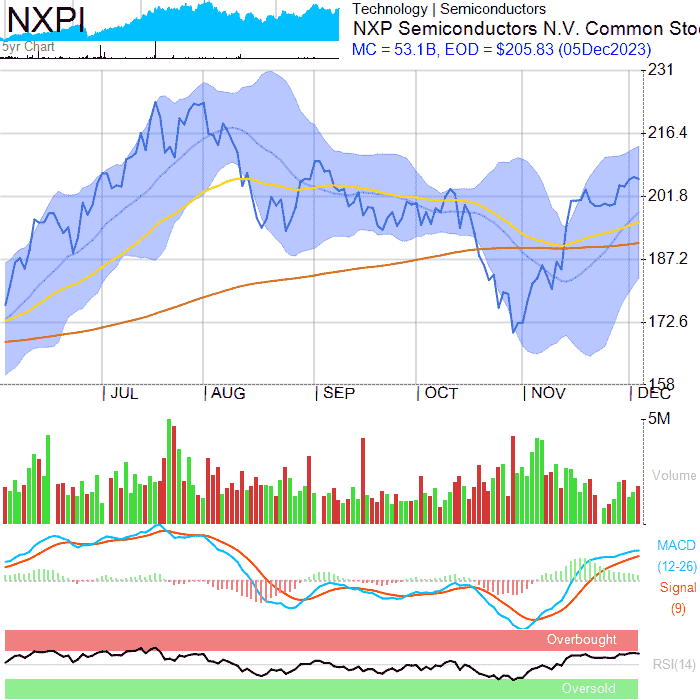 NXPI
5yr Chart
Technology | Semiconductors
NXP Semiconductors N.V. Common Sto
MC = 53.1B, EOD = $205.83 (05Dec2023)
231
216.4
201.8
187.2
172.6
158
JUL AUG SEP OCT NOV DEC
5M
Volume
MACD
(12-26)
Signal
(9)
Overbought
RSI(14)
Oversold